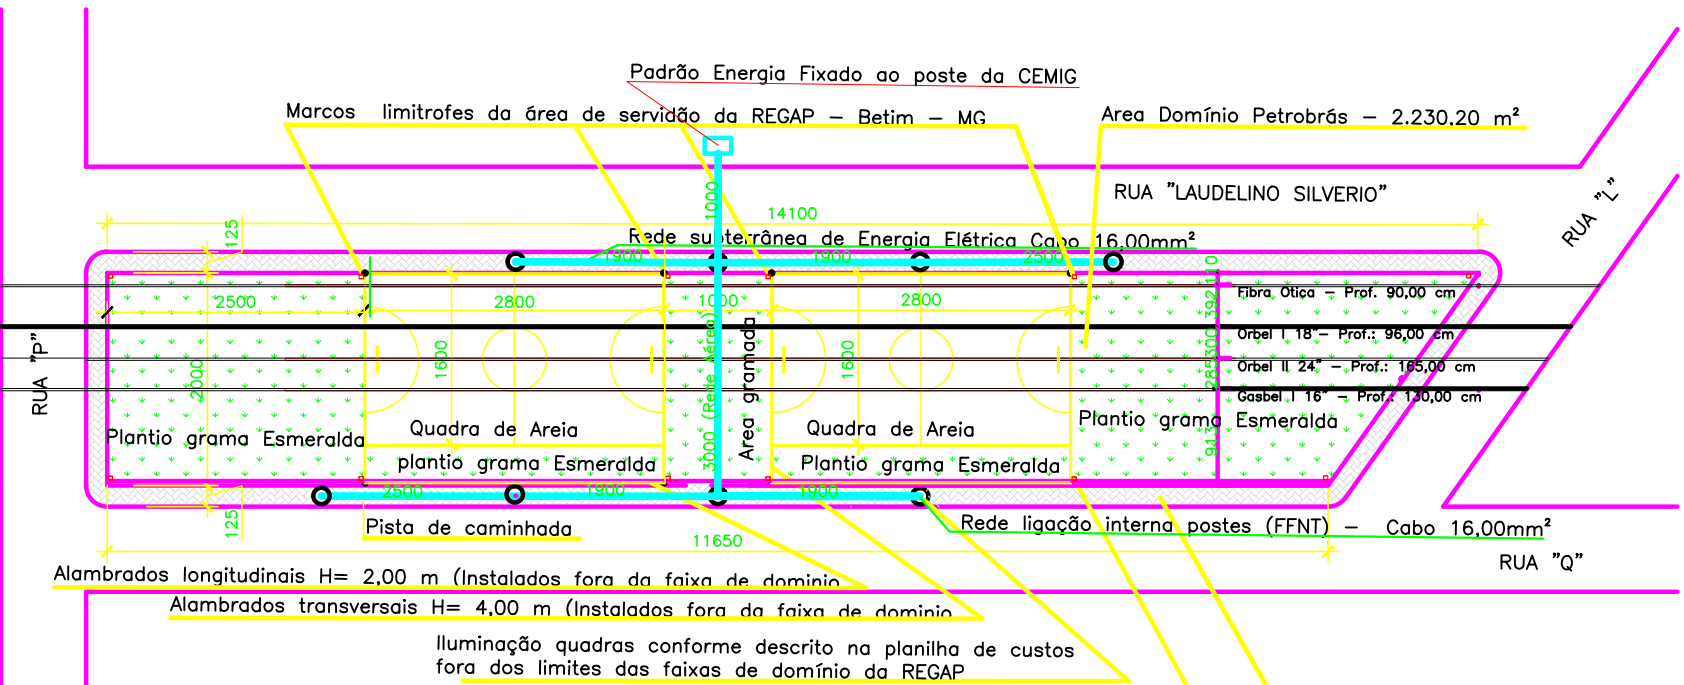 Padrão Energia Fixado ao poste da CEMIG
Marcos limitrofes da área de servidão da REGAP – Betim – MG
Area Domínio Petrobrás – 2.230.20 m²
RUA "LAUDELINO SILVERIO"
RUA "L"
1000
14100
125
Rede subterrânea de Energia Elétrica Cabo 16,00mm²
1900
1900
2500
110
392
300
285
913
2500
2800
1000
2800
Fibra Otiça – Prof. 90,00 cm
Orbel I 18"– Prof.: 96,00 cm
Orbel II 24" – Prof.: 165,00 cm
Gasbel I 16" – Prof.: 130,00 cm
RUA "P"
2000
1600
3000 (Rede Aérea)
Area gramada
1600
Plantio grama Esmeralda
Quadra de Areia
Quadra de Areia
Plantio grama Esmeralda
plantio grama Esmeralda
Plantio grama Esmeralda
2500
1900
1900
125
Pista de caminhada
Rede ligação interna postes (FFNT) – Cabo 16,00mm²
11650
RUA "Q"
Alambrados longitudinais H= 2,00 m (Instalados fora da faixa de dominio
Alambrados transversais H= 4,00 m (Instalados fora da faixa de dominio
Iluminação quadras conforme descrito na planilha de custos
fora dos limites das faixas de domínio da REGAP